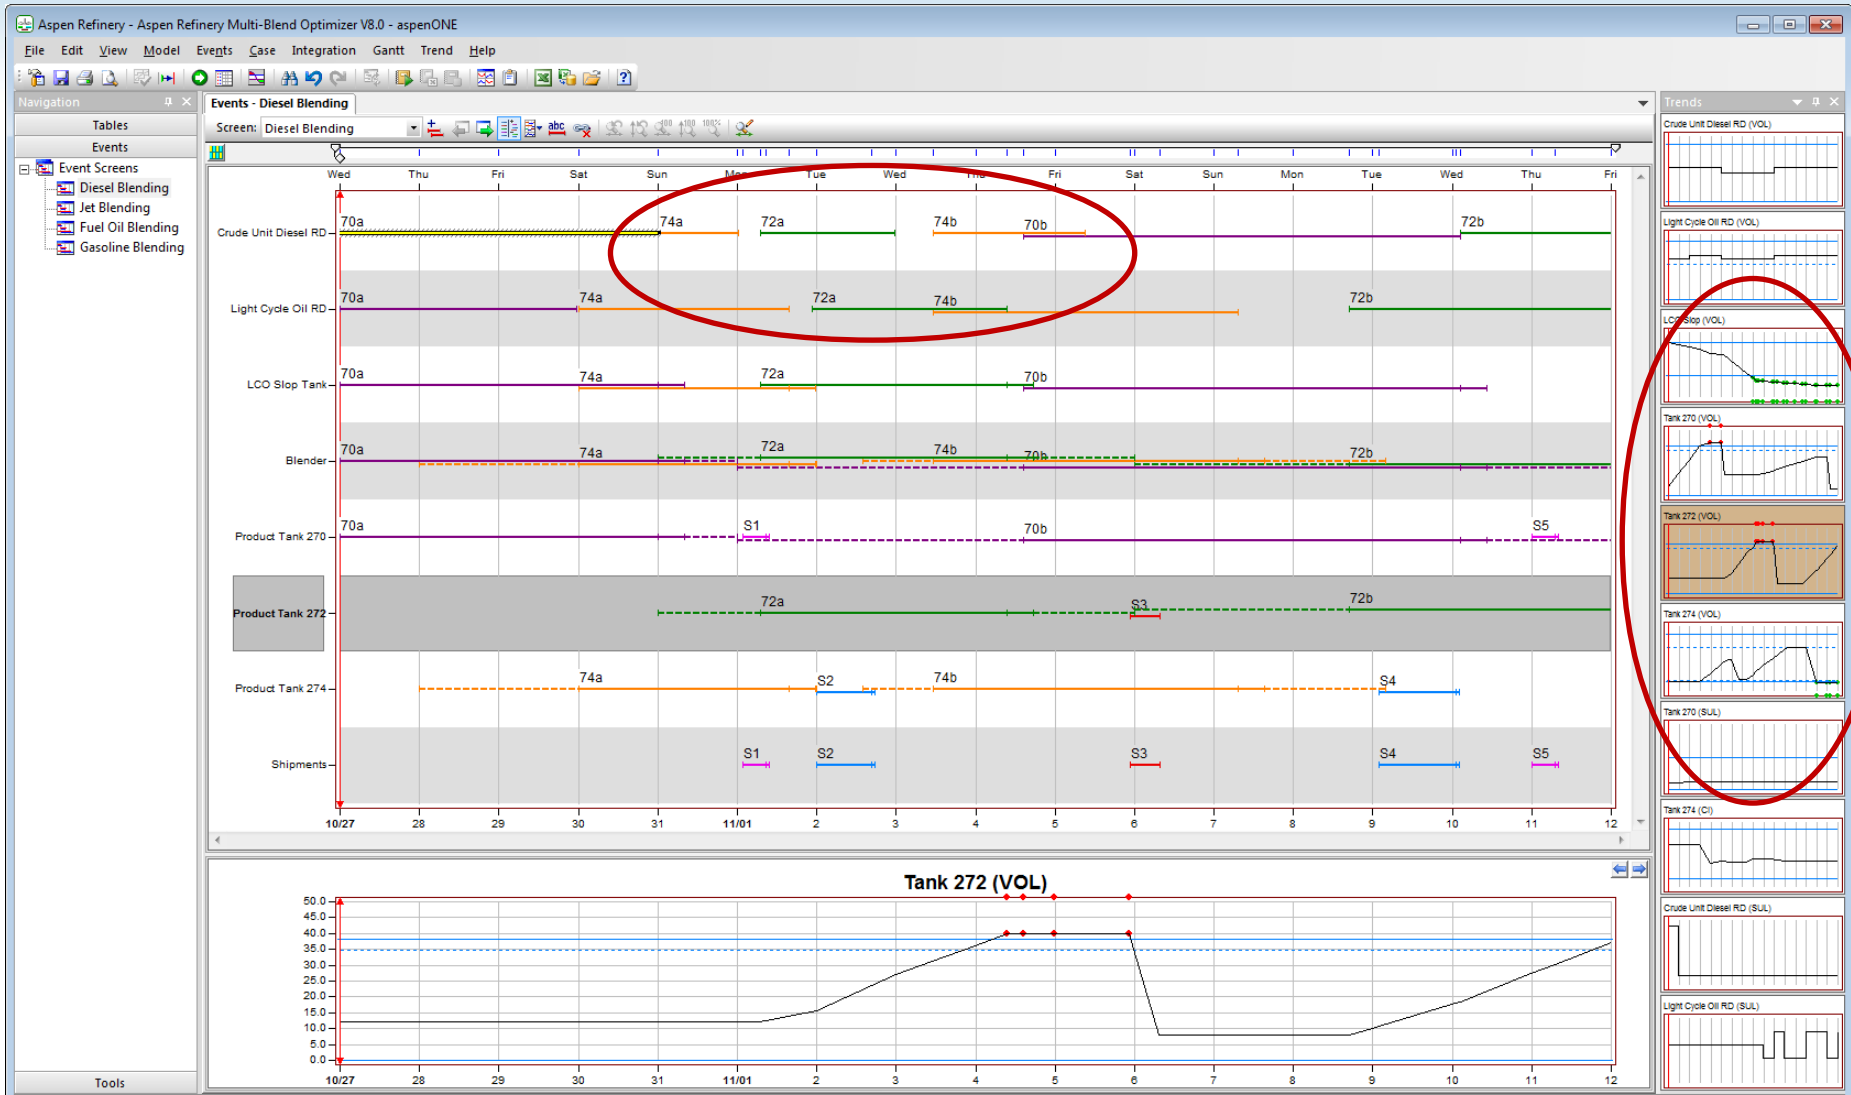 Aspen Refinery - Aspen Refinery Multi-Blend Optimizer V8.0 - aspenONE
File Edit View Model Events Case Integration Gantt Trend Help
Navigation
Tables
Events
Event Screens
Diesel Blending
Jet Blending
Fuel Oil Blending
Gasoline Blending
Tools
Events - Diesel Blending
Screen: Diesel Blending
abc
Wed Thu Fri Sat Sun Mon Tue Wed Thu Fri Sat Sun Mon Tue Wed Thu Fri
Crude Unit Diesel RD 70a 74a 72a 74b 70b 72b
Light Cycle Oil RD 70a 74a 72a 74b 72b
LCO Slop Tank 70a 74a 72a 70b
Blender 70a 74a 72a 74b 70b 72b
Product Tank 270 70a S1 70b S5
Product Tank 272 72a S3 72b
Product Tank 274 74a S2 74b S4
Shipments S1 S2 S3 S4 S5
10/27 28 29 30 31 11/01 2 3 4 5 6 7 8 9 10 11 12
Tank 272 (VOL)
50.0
45.0
40.0
35.0
30.0
25.0
20.0
15.0
10.0
5.0
0.0
10/27 28 29 30 31 11/01 2 3 4 5 6 7 8 9 10 11 12
Trends
Crude Unit Diesel RD (VOL)
Light Cycle Oil RD (VOL)
LCO Slop (VOL)
Tank 270 (VOL)
Tank 272 (VOL)
Tank 274 (VOL)
Tank 270 (SUL)
Tank 274 (CI)
Crude Unit Diesel RD (SUL)
Light Cycle Oil RD (SUL)